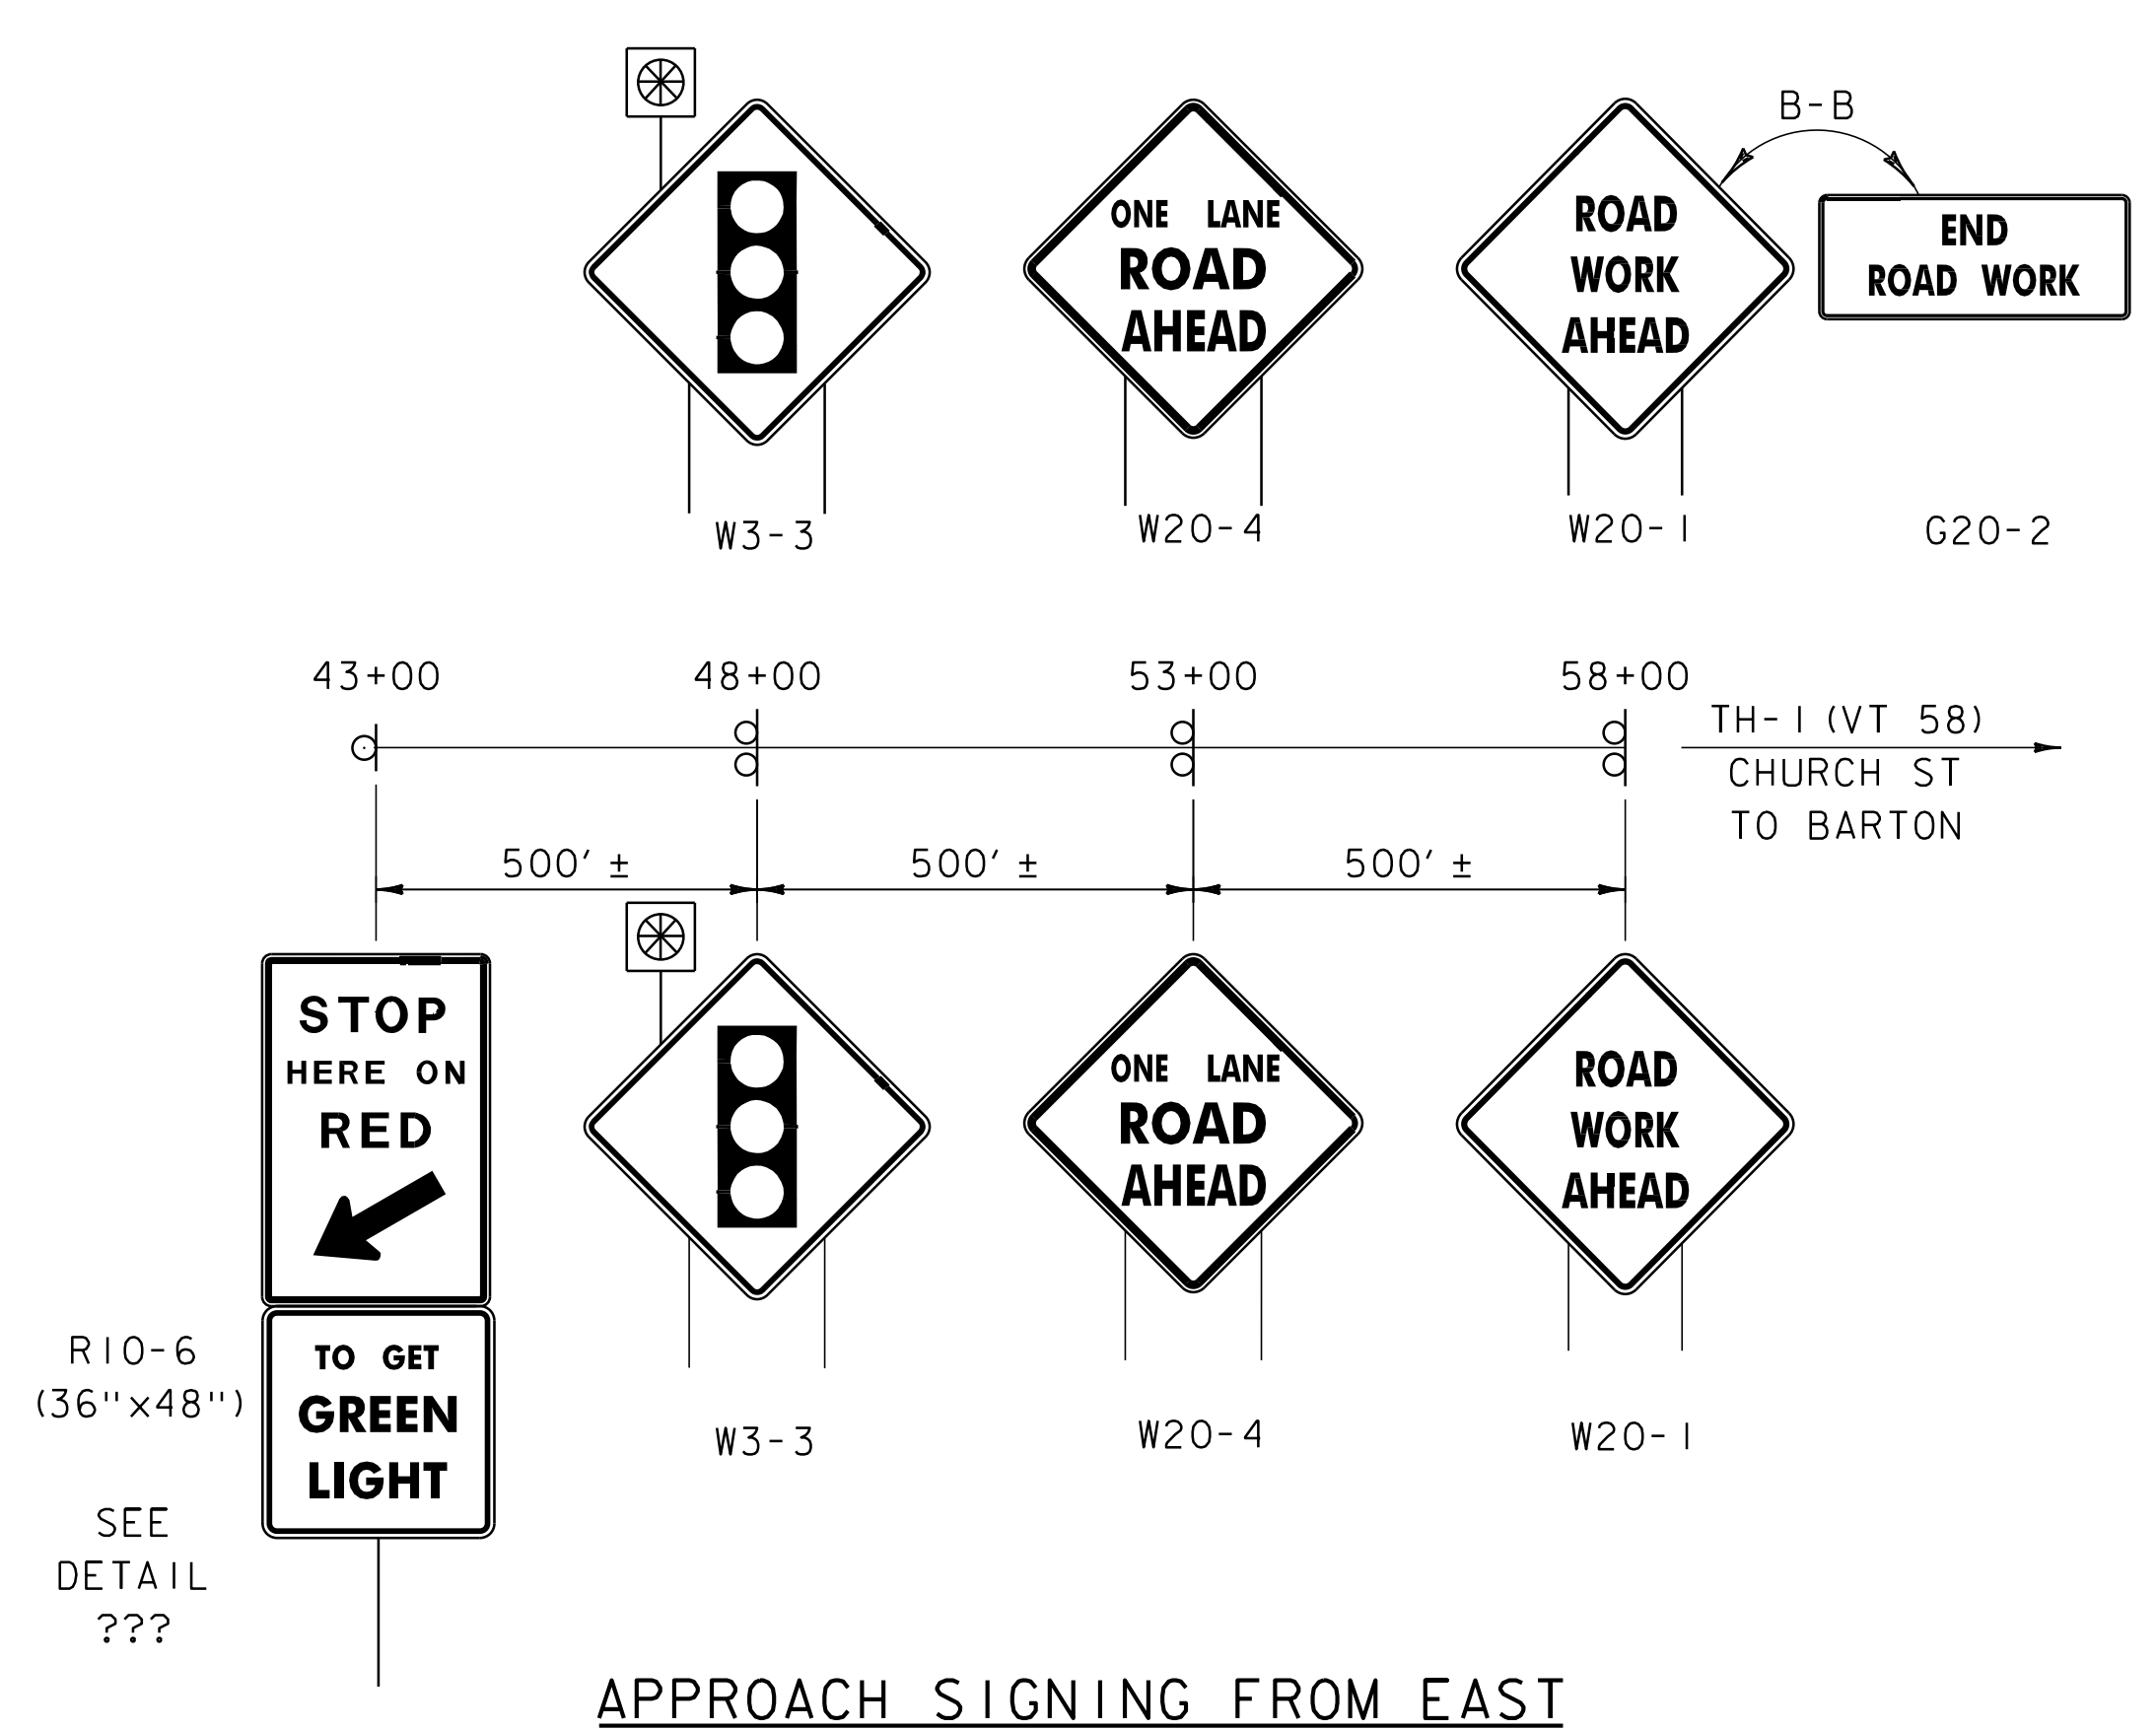 B-B
ONE LANE
ROAD
AHEAD
ROAD
WORK
AHEAD
END
ROAD WORK
W3-3
W20-4
W20-1
G20-2
43+00
48+00
53+00
58+00
TH-1 (VT 58)
CHURCH ST
TO BARTON
500' ±
500' ±
500' ±
STOP
HERE ON
RED
TO GET
GREEN
LIGHT
R10-6
(36"x48")
SEE
DETAIL
???
ONE LANE
ROAD
AHEAD
ROAD
WORK
AHEAD
W3-3
W20-4
W20-1
APPROACH SIGNING FROM EAST